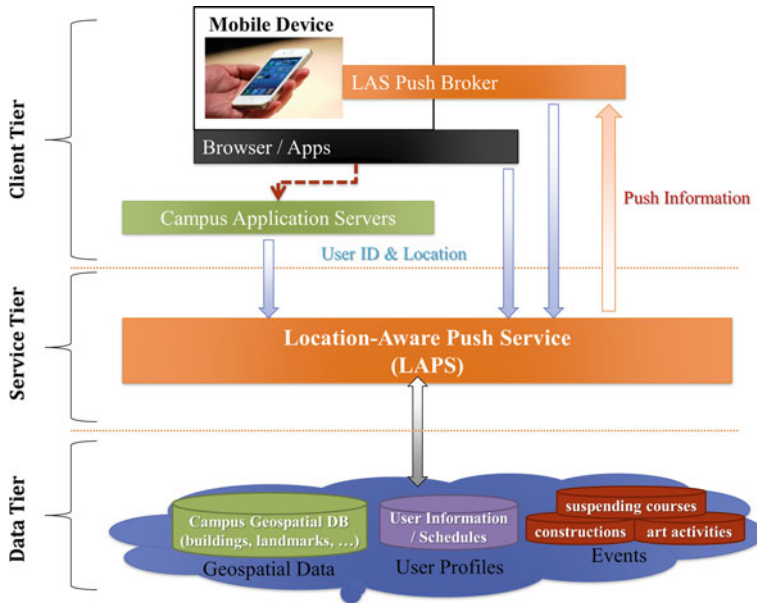 Client Tier
Mobile Device
LAS Push Broker
Browser / Apps
Campus Application Servers
Push Information
User ID & Location
Service Tier
Location-Aware Push Service
(LAPS)
Data Tier
Campus Geospatial DB
(buildings, landmarks, …)
Geospatial Data
User Information
/ Schedules
User Profiles
suspending courses
constructions
art activities
Events